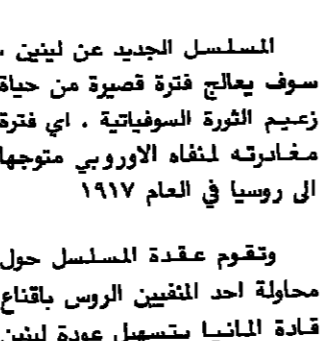 المسلسل الجديد عن لينين ،
سوف يعالج فترة قصيرة من حياة
زعيم الثورة السوفياتية . اي فترة
مغادرته لمنفاه الاوروبي متوجها
الى روسيا في العام ١٩١٧
وتقوم عقدة المسلسل حول
محاولة احد المنفيين الروس باقناع
قادة المانيا بتسهيل عودة لينين